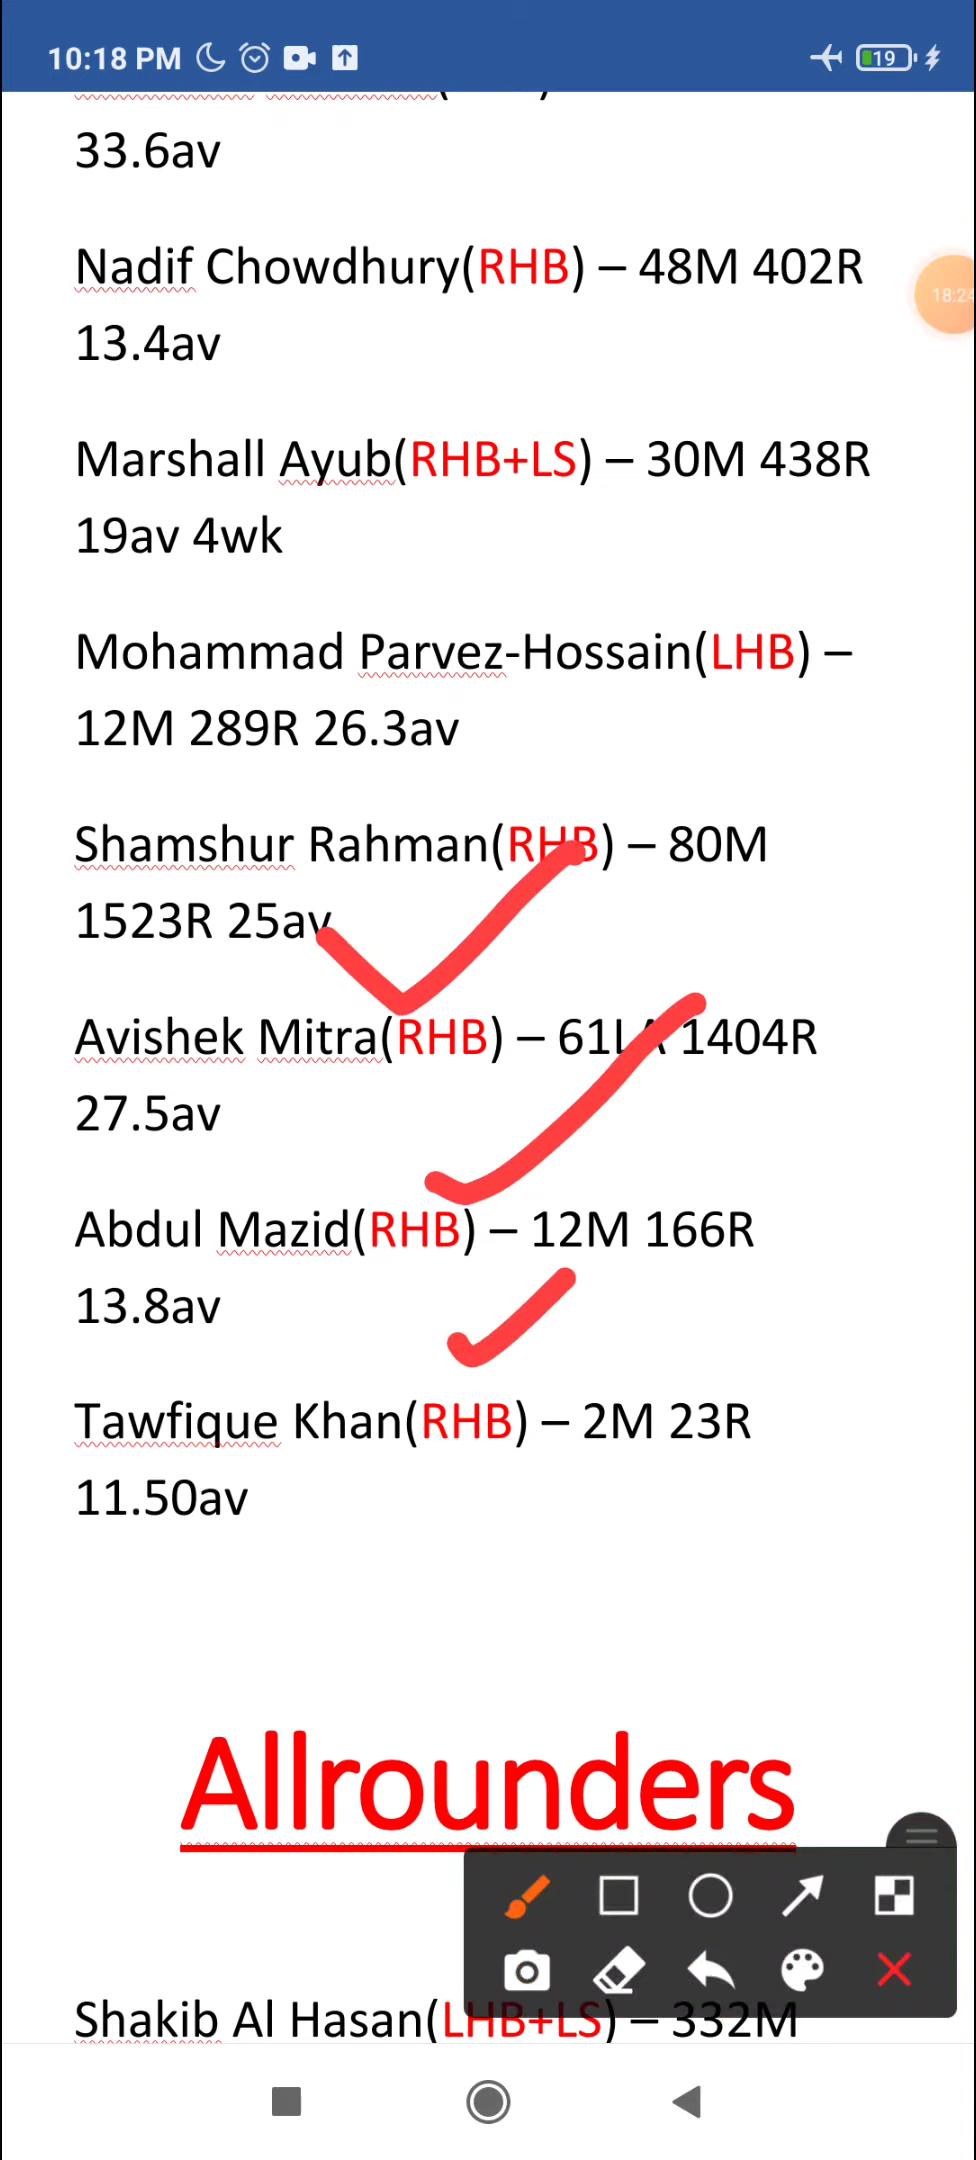 10:18 PM
19
33.6av
Nadif Chowdhury(RHB) – 48M 402R
13.4av
18:24
Marshall Ayub(RHB+LS) – 30M 438R
19av 4wk
Mohammad Parvez-Hossain(LHB) –
12M 289R 26.3av
Shamshur Rahman(RHB) – 80M
1523R 25av
Avishek Mitra(RHB) – 61LA 1404R
27.5av
Abdul Mazid(RHB) – 12M 166R
13.8av
Tawfique Khan(RHB) – 2M 23R
11.50av
Allrounders
Shakib Al Hasan(LHB+LS) – 332M